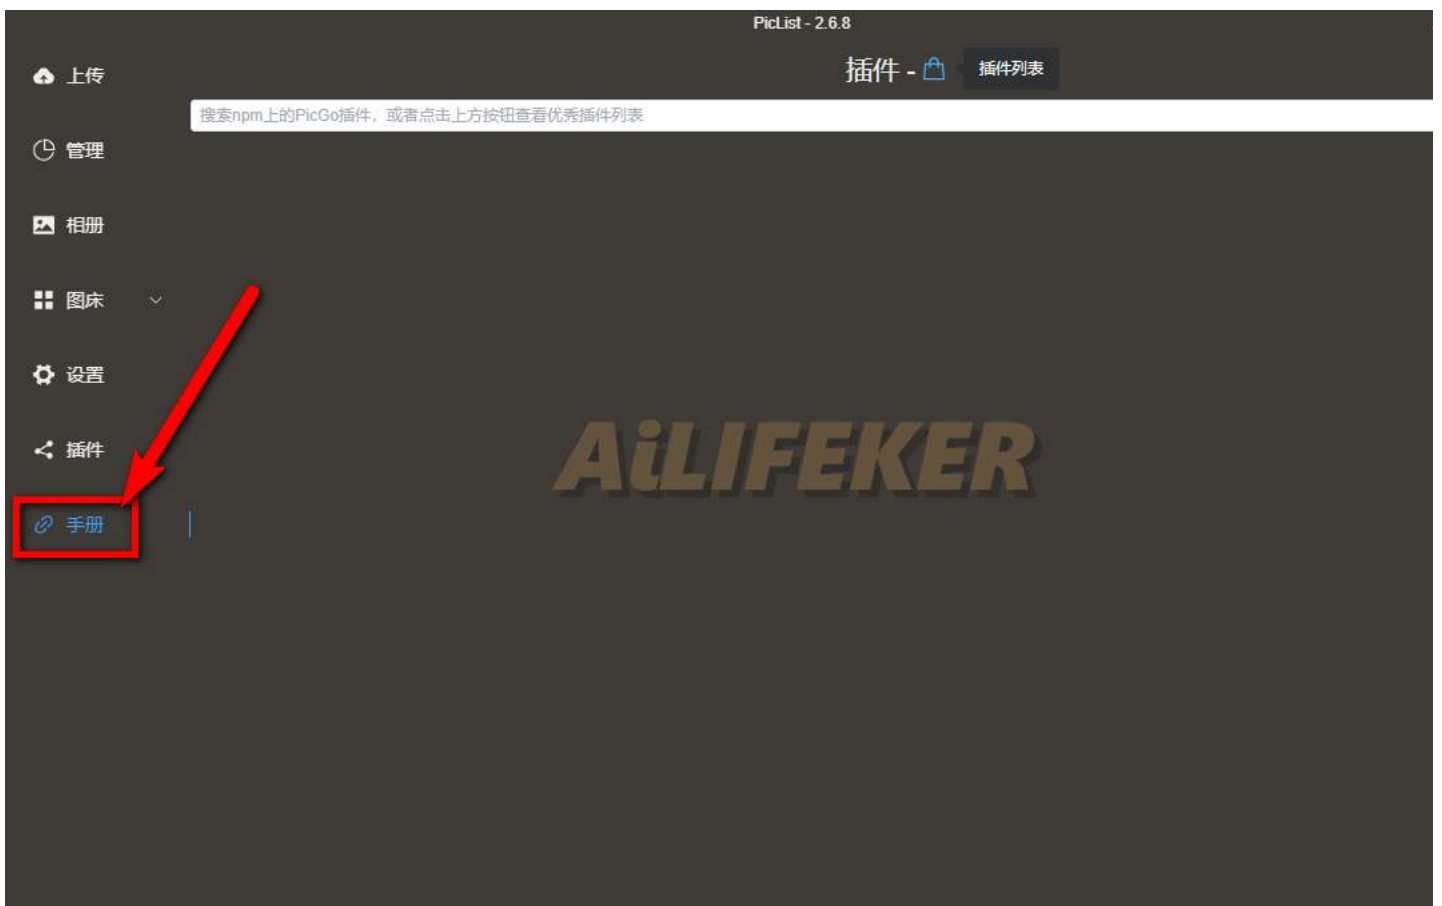 PicList - 2.6.8
上传
插件 -
插件列表
搜索npm上的PicGo插件，或者点击上方按钮查看优秀插件列表
管理
相册
图床
设置
插件
手册
AiLIFEKER